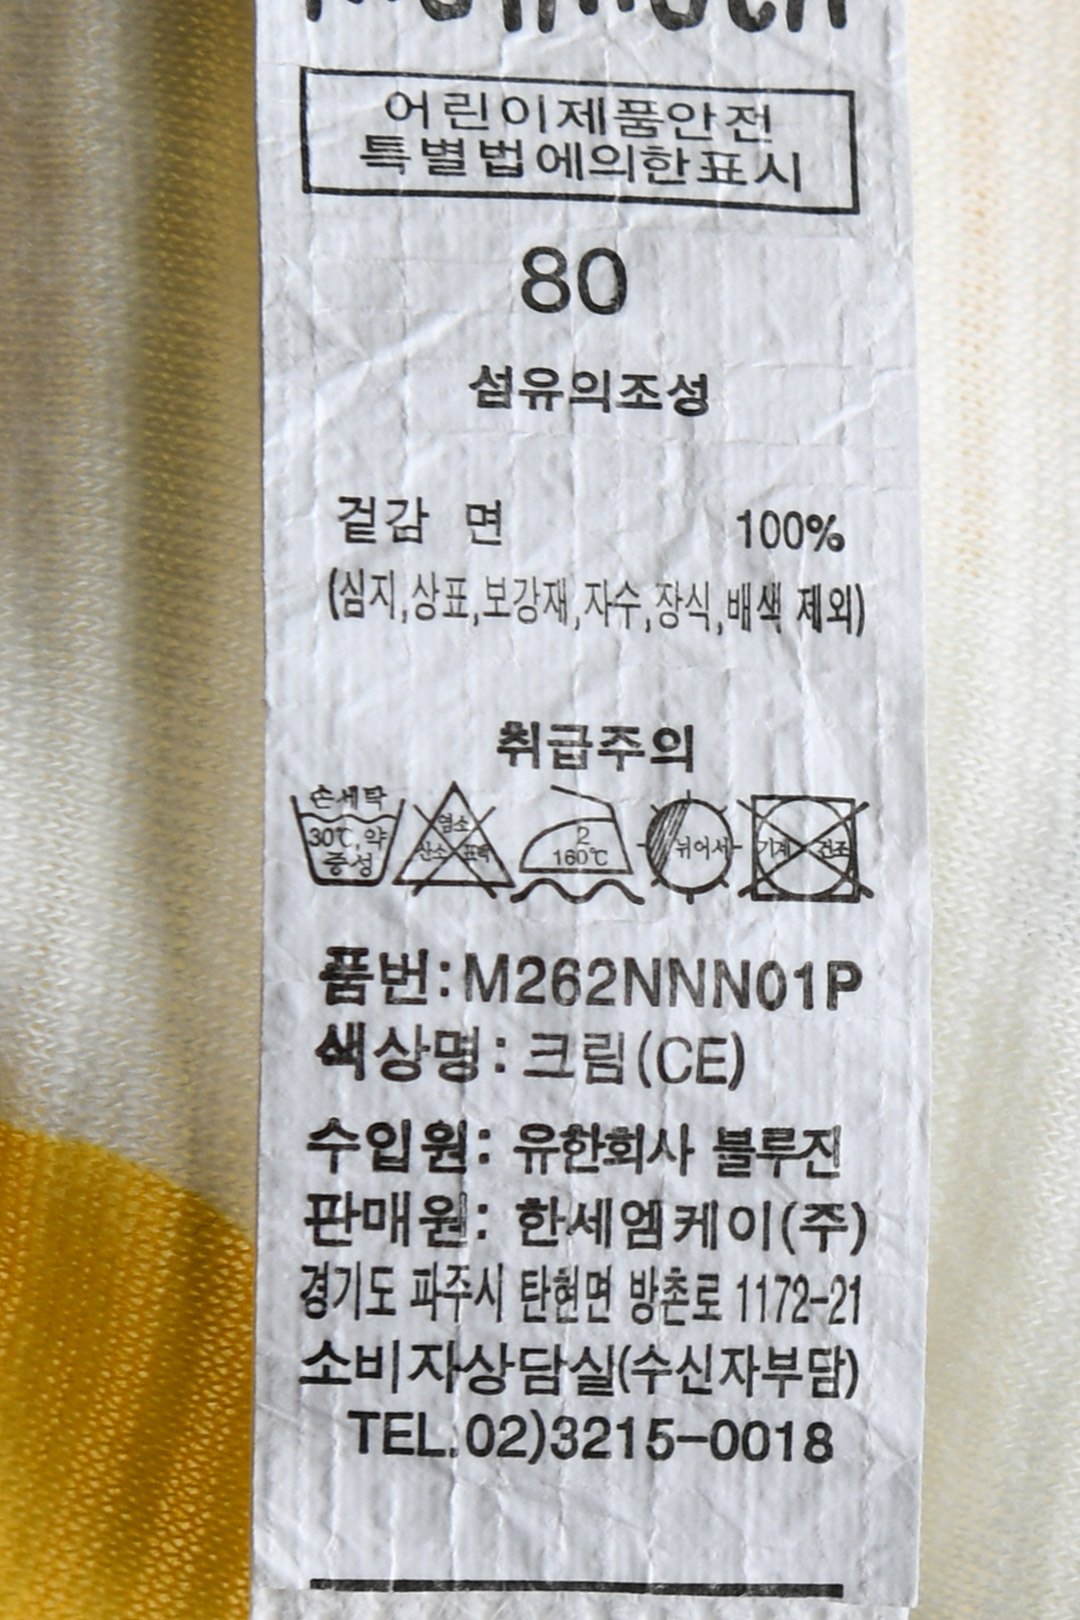 어린이제품안전
특별법에의한표시
80
섬유의조성
겉감 면 100%
(심지,상표,보강재,자수,장식,배색 제외)
취급주의
손세탁
30℃,약
중성
염소
산소 표백
2
160℃
뉘어서
기계 건조
품번:M262NNN01P
색상명:크림(CE)
수입원: 유한회사 블루진
판매원: 한세엠케이(주)
경기도 파주시 탄현면 방촌로 1172-21
소비자상담실(수신자부담)
TEL.02)3215-0018